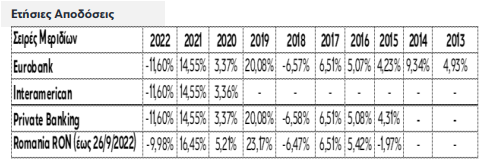 Ετήσιες Αποδόσεις
Σειρές Μεριδίων 2022 2021 2020 2019 2018 2017 2016 2015 2014 2013
Eurobank -11,60% 14,55% 3,37% 20,08% -6,57% 6,51% 5,07% 4,23% 9,34% 4,93%
Interamerican -11,60% 14,55% 3,36% - - - - - - -
Private Banking -11,60% 14,55% 3,37% 20,08% -6,58% 6,51% 5,08% 4,31% - -
Romania RON (έως 26/9/2022) -9,98% 16,45% 5,21% 23,17% -6,47% 6,51% 5,42% -1,97% - -